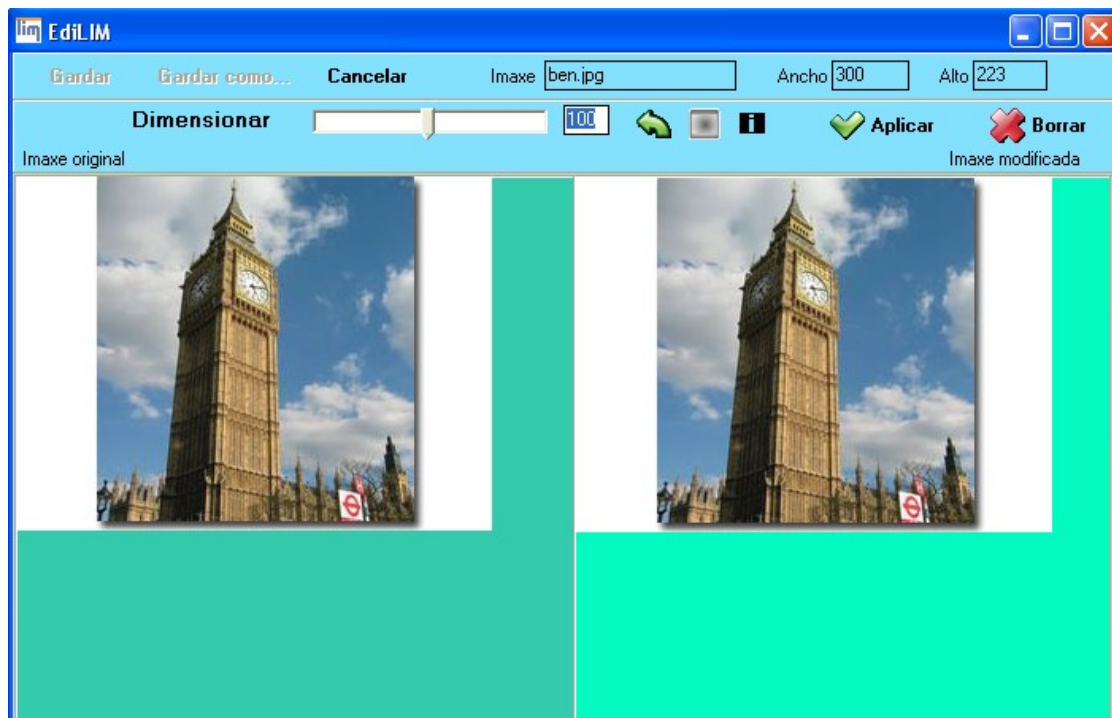 lim EdiLIM
Gardar Gardar como... Cancelar Imaxe ben.jpg Ancho 300 Alto 223
Dimensionar 100 i Aplicar Borrar
Imaxe original Imaxe modificada